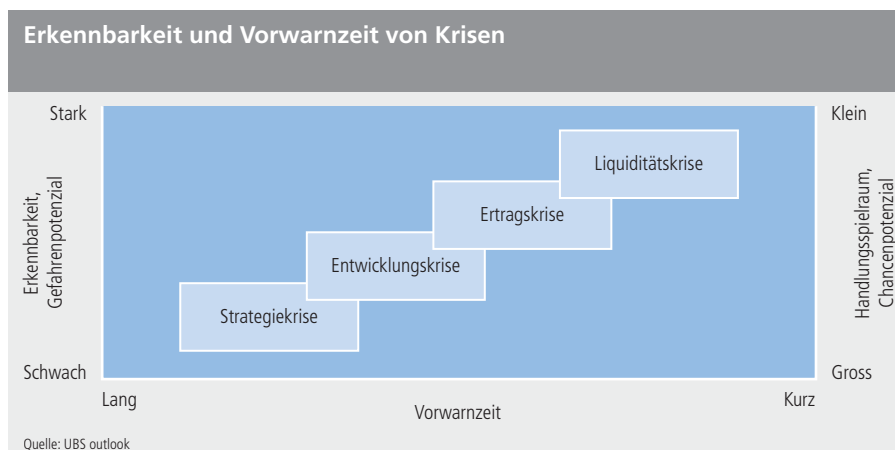 Erkennbarkeit und Vorwarnzeit von Krisen
Stark
Klein
Liquiditätskrise
Ertragskrise
Erkennbarkeit,
Gefahrenpotenzial
Handlungsspielraum,
Chancenpotenzial
Entwicklungskrise
Strategiekrise
Schwach
Gross
Lang
Vorwarnzeit
Kurz
Quelle: UBS outlook